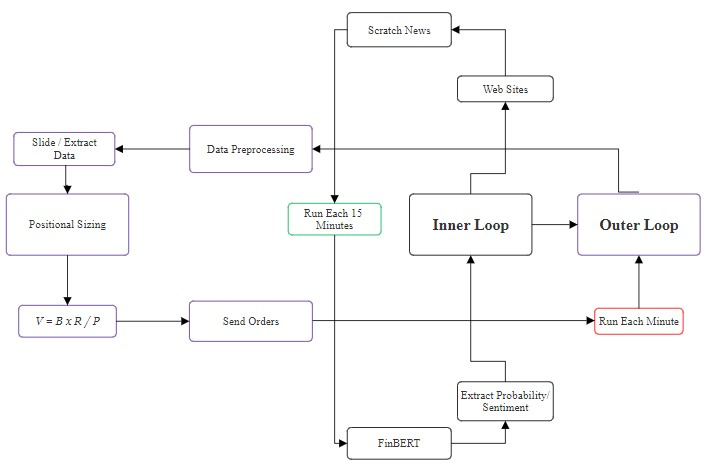 Scratch News
Web Sites
Slide / Extract
Data
Data Preprocessing
Positional Sizing
Run Each 15
Minutes
Inner Loop
Outer Loop
V = B x R / P
Send Orders
Run Each Minute
Extract Probability/
Sentiment
FinBERT